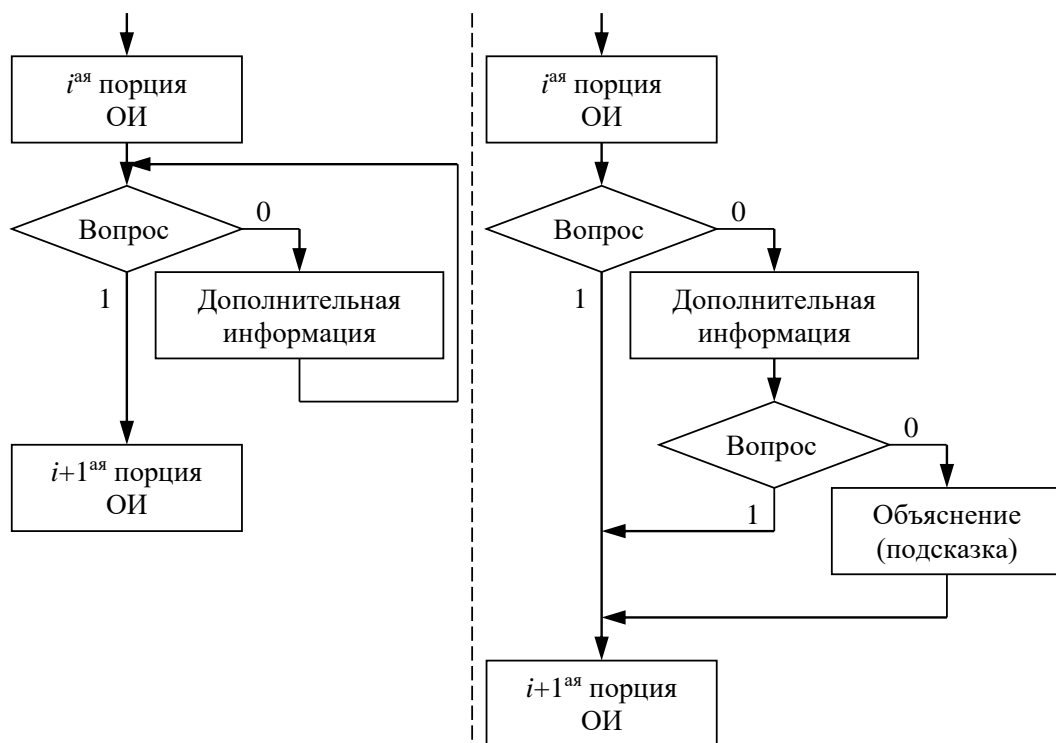 iая порция
ОИ
Вопрос
0
1
Дополнительная
информация
i+1ая порция
ОИ
iая порция
ОИ
Вопрос
0
1
Дополнительная
информация
Вопрос
0
1
Объяснение
(подсказка)
i+1ая порция
ОИ